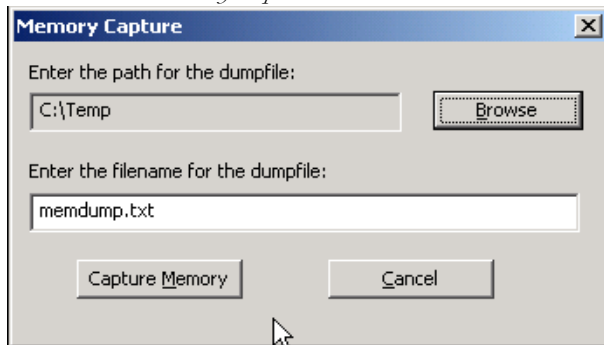 Memory Capture
Enter the path for the dumpfile:
C:\Temp
Browse
Enter the filename for the dumpfile:
memdump.txt
Capture Memory
Cancel